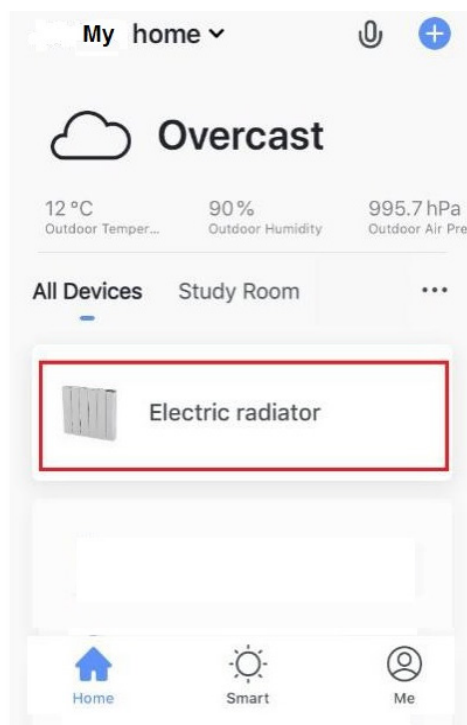 My home
Overcast
12 °C 90% 995.7 hPa
Outdoor Temper... Outdoor Humidity Outdoor Air Pre
All Devices Study Room ...
Electric radiator
Home Smart Me